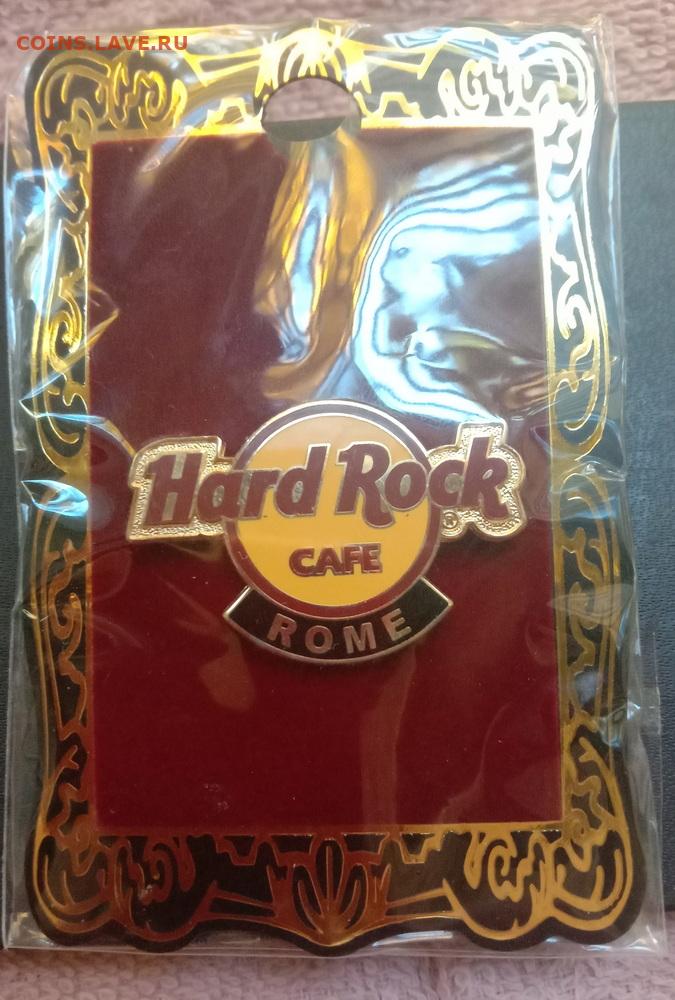 COINS.LAVE.RU
Hard Rock
®
CAFE
ROME